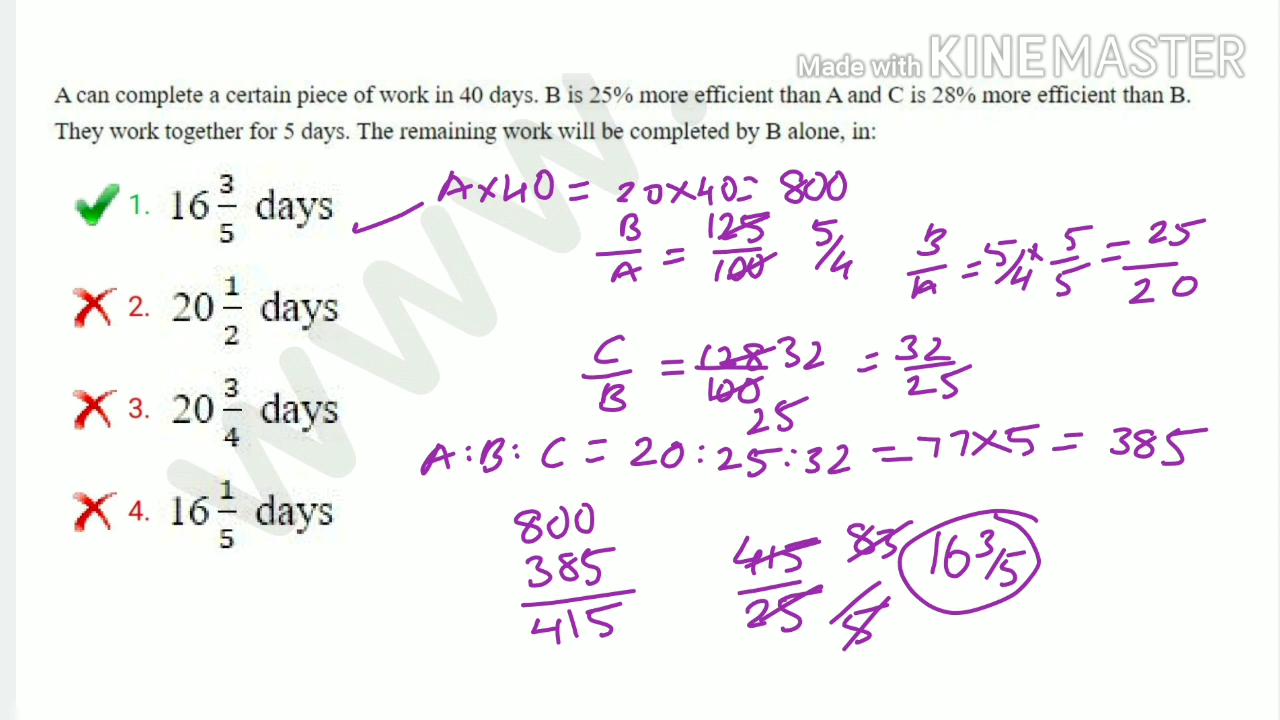 Made with KINEMASTER
A can complete a certain piece of work in 40 days. B is 25% more efficient than A and C is 28% more efficient than B.
They work together for 5 days. The remaining work will be completed by B alone, in:
1. 16 3/5 days
2. 20 1/2 days
3. 20 3/4 days
4. 16 1/5 days
A×40 = 20×40= 800
B/A = 125/100 5/4
B/A = 5/4 × 5/5 = 25/20
C/B = 128/100 32 25 = 32/25
A:B:C = 20:25:32 = 77×5 = 385
800
385
415
415/25 83/5 16 3/5
www.